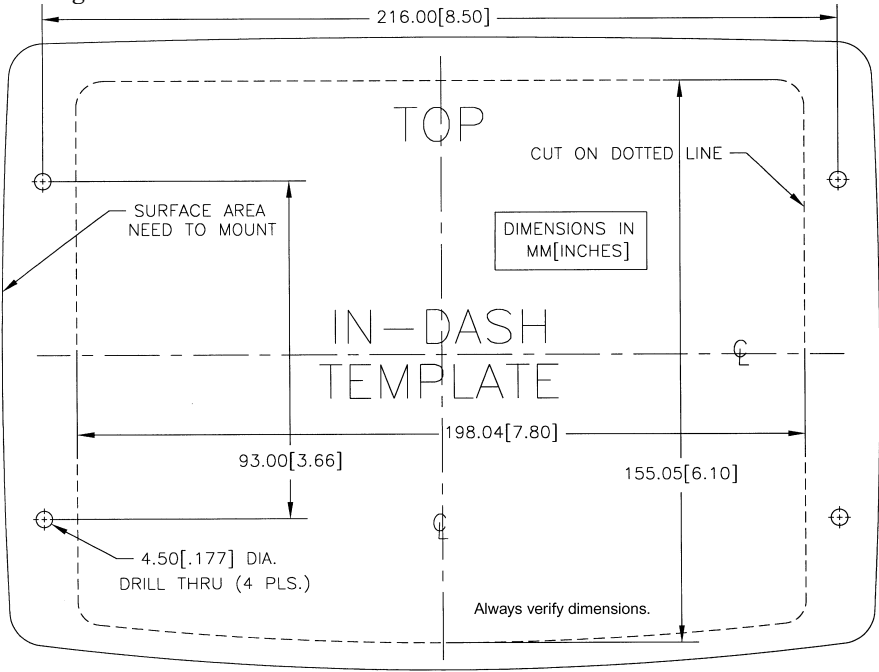 216.00[8.50]
TOP
CUT ON DOTTED LINE
SURFACE AREA
NEED TO MOUNT
DIMENSIONS IN
MM[INCHES]
IN-DASH
TEMPLATE
198.04[7.80]
93.00[3.66]
155.05[6.10]
4.50[.177] DIA.
DRILL THRU (4 PLS.)
Always verify dimensions.